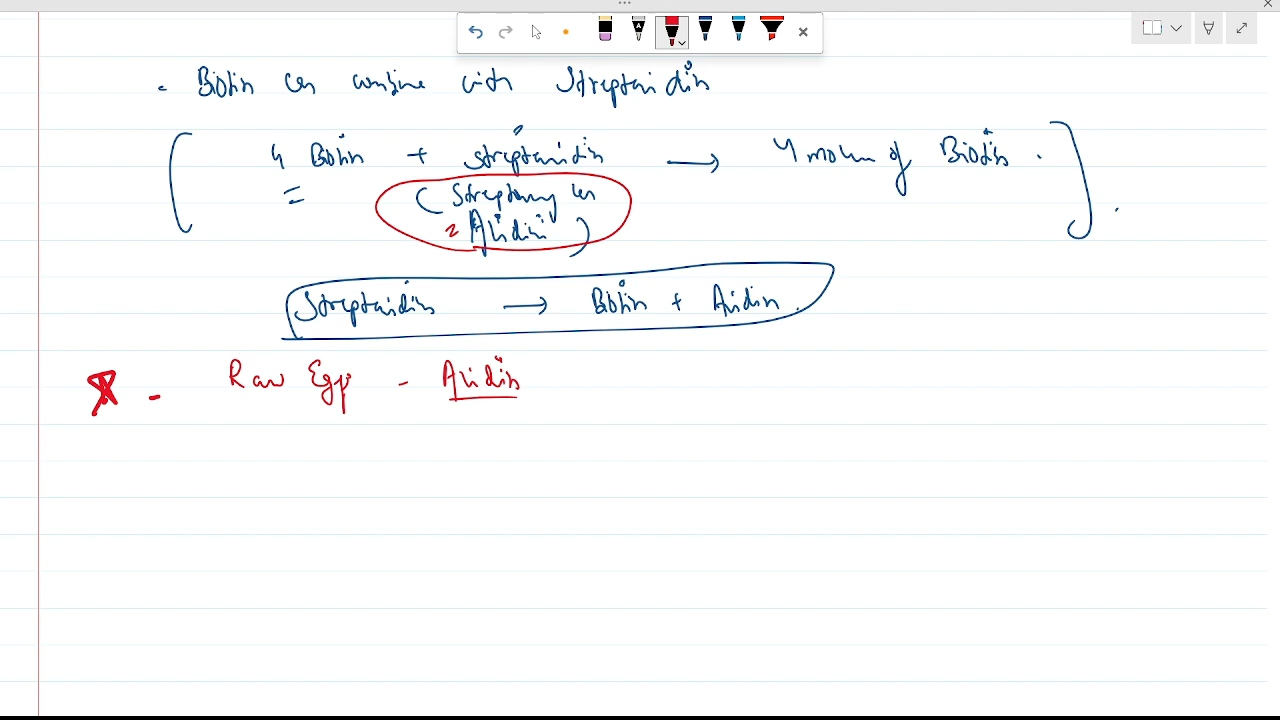 - Biotin can combine with Streptavidin
4 Biotin + Streptavidin → 4 molecu of Biotin.
= (Streptomyces
= Avidin)
Streptavidin → Biotin + Avidin.
- Raw Egg - Avidin